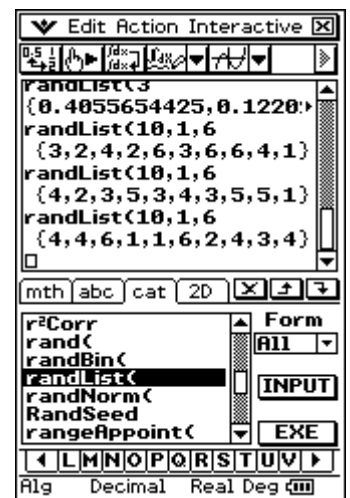 Edit Action Interactive
randList(3
{0.4055654425,0.1220
randList(10,1,6
{3,2,4,2,6,3,6,6,4,1}
randList(10,1,6
{4,2,3,5,3,4,3,5,5,1}
randList(10,1,6
{4,4,6,1,1,6,2,4,3,4}
mth abc cat 2D
r²Corr
Form
rand(
All
randBin(
randList(
INPUT
randNorm(
RandSeed
rangeAppoint(
EXE
L M N O P Q R S T U V
Alg Decimal Real Deg